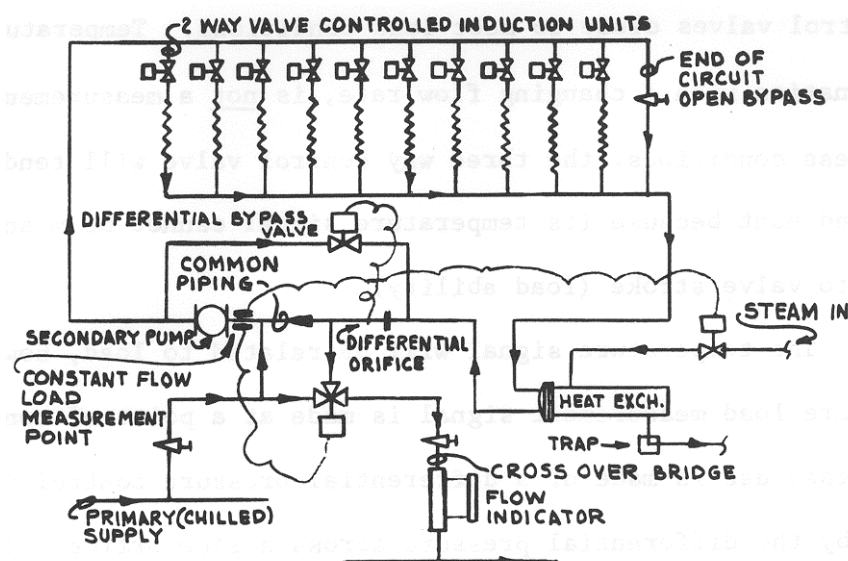 2 WAY VALVE CONTROLLED INDUCTION UNITS
END OF
CIRCUIT
OPEN BYPASS
DIFFERENTIAL BYPASS
VALVE
COMMON
PIPING
STEAM IN
SECONDARY PUMP
DIFFERENTIAL
ORIFICE
CONSTANT FLOW
LOAD
MEASUREMENT
POINT
HEAT EXCH.
TRAP
CROSS OVER BRIDGE
FLOW
INDICATOR
PRIMARY (CHILLED)
SUPPLY